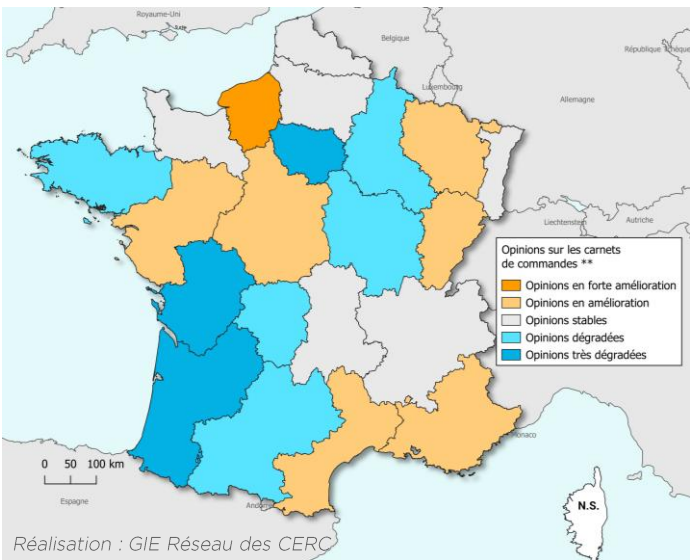 Royaume-Uni
Belgique
République Tchèque
Luxembourg
Allemagne
Liechtenstein
Autriche
Opinions sur les carnets
de commandes **
Opinions en forte amélioration
Opinions en amélioration
Opinions stables
Opinions dégradées
Opinions très dégradées
Monaco
0 50 100 km
Espagne
Andorre
N.S.
Réalisation : GIE Réseau des CERC